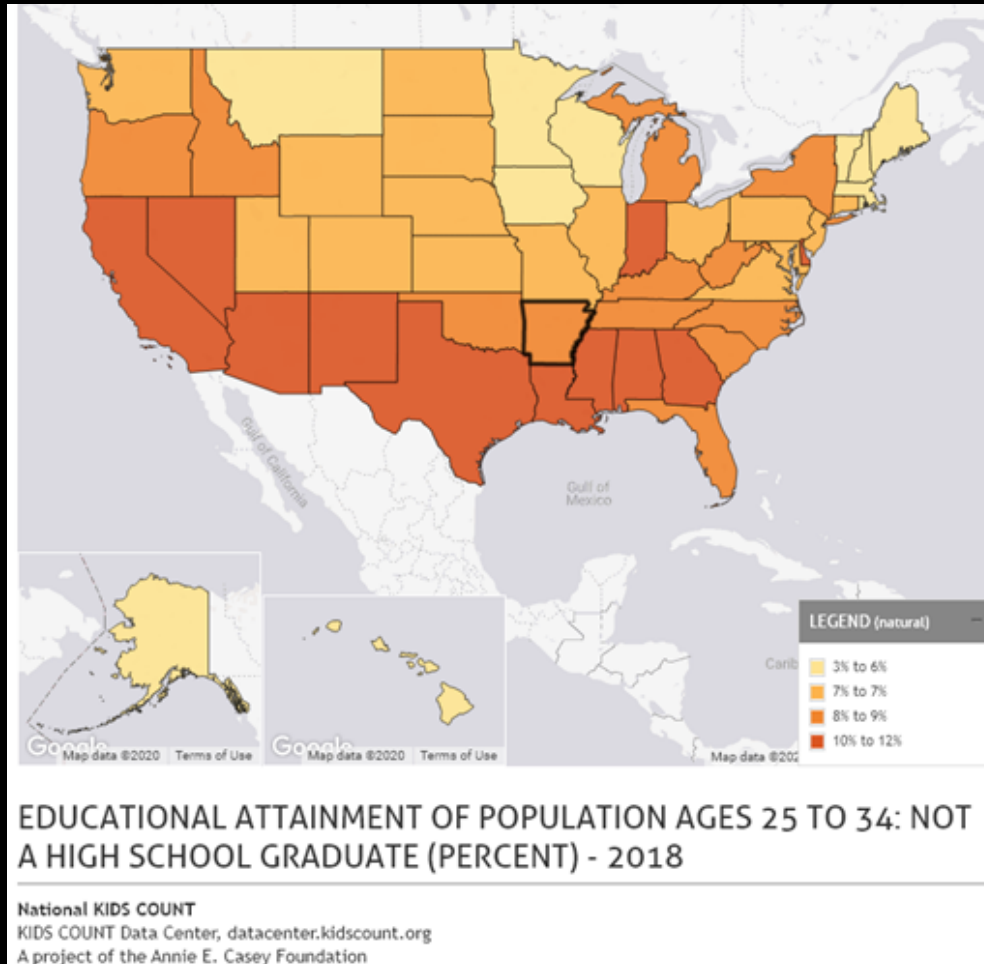 Gulf of California
Gulf of
Mexico
Carib
LEGEND (natural)
3% to 6%
7% to 7%
8% to 9%
10% to 12%
Google
Map data ©2020 Terms of Use
Google
Map data ©2020 Terms of Use
Map data ©202
EDUCATIONAL ATTAINMENT OF POPULATION AGES 25 TO 34: NOT
A HIGH SCHOOL GRADUATE (PERCENT) - 2018
National KIDS COUNT
KIDS COUNT Data Center, datacenter.kidscount.org
A project of the Annie E. Casey Foundation